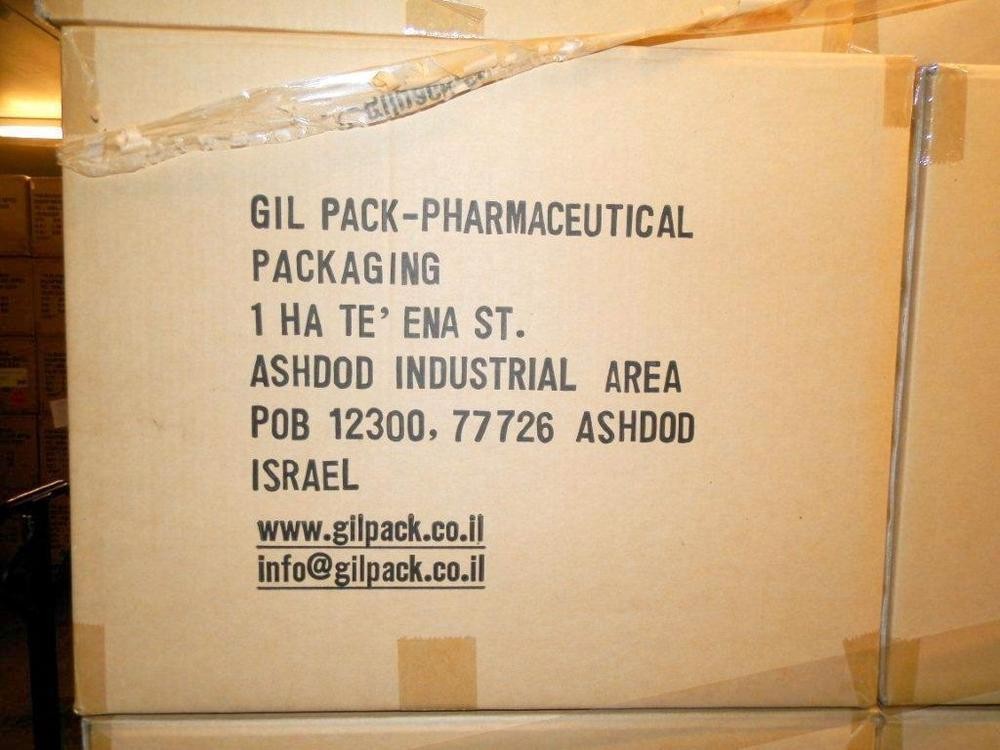 GIL PACK-PHARMACEUTICAL
PACKAGING
1 HA TE' ENA ST.
ASHDOD INDUSTRIAL AREA
POB 12300, 77726 ASHDOD
ISRAEL
www.gilpack.co.il
info@gilpack.co.il